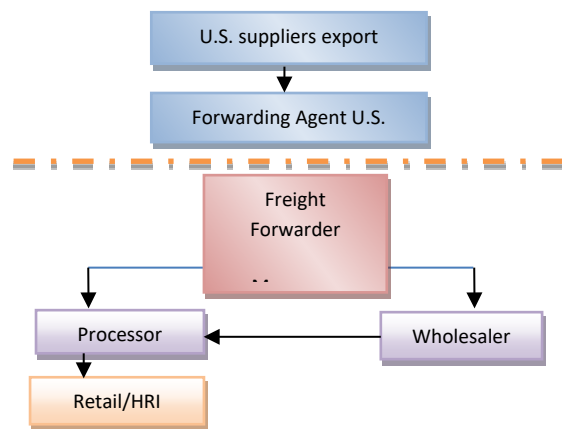 U.S. suppliers export
Forwarding Agent U.S.
Freight
Forwarder
Processor
Wholesaler
Retail/HRI